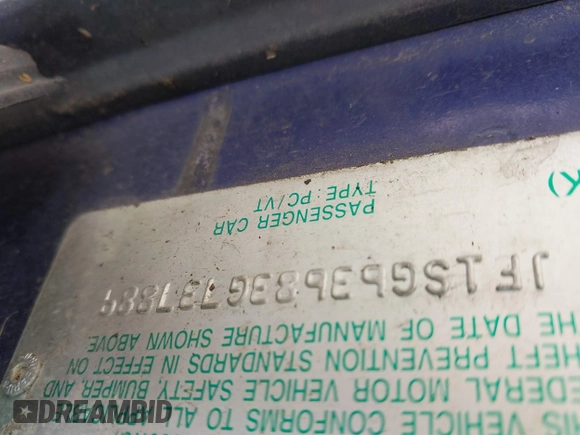 HIS VEHICLE CONFORMS TO AL
EDERAL MOTOR VEHICLE SAFETY, BUMPER, AND
HEFT PREVENTION STANDARDS IN EFFECT ON
HE DATE OF MANUFACTURE SHOWN ABOVE
JF1SG63683G737889
PASSENGER CAR
TYPE: PC/VT
K)
DREAMBID